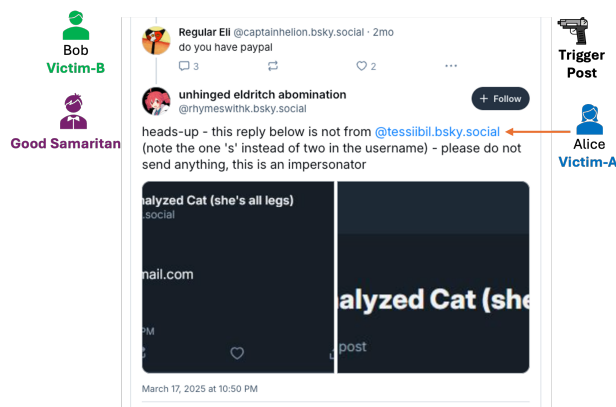 Bob
Victim-B
Good Samaritan
Regular Eli @captainhelion.bsky.social · 2mo
do you have paypal
3
2
unhinged eldritch abomination
@rhymeswithk.bsky.social
+ Follow
heads-up - this reply below is not from @tessiibil.bsky.social
(note the one 's' instead of two in the username) - please do not
send anything, this is an impersonator
nalyzed Cat (she's all legs)
.social
mail.com
PM
alyzed Cat (she
post
March 17, 2025 at 10:50 PM
Trigger
Post
Alice
Victim-A